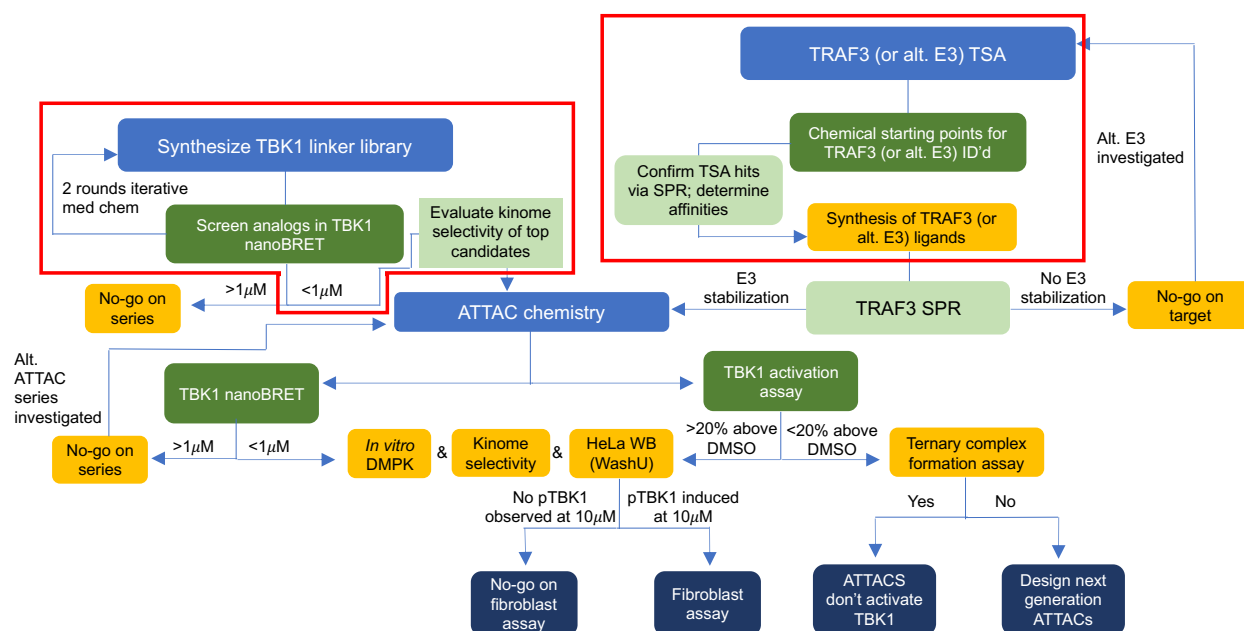 TRAF3 (or alt. E3) TSA
Chemical starting points for
TRAF3 (or alt. E3) ID’d
Alt. E3
investigated
Confirm TSA hits
via SPR; determine
affinities
Synthesis of TRAF3 (or
alt. E3) ligands
Synthesize TBK1 linker library
2 rounds iterative
med chem
Screen analogs in TBK1
nanoBRET
Evaluate kinome
selectivity of top
candidates
>1μM
<1μM
No-go on
series
E3
stabilization
TRAF3 SPR
No E3
stabilization
No-go on
target
ATTAC chemistry
Alt.
ATTAC
series
investigated
TBK1 nanoBRET
TBK1 activation
assay
>1μM
<1μM
No-go on
series
In vitro
DMPK
&
Kinome
selectivity
&
HeLa WB
(WashU)
>20% above
DMSO
<20% above
DMSO
Ternary complex
formation assay
No pTBK1
observed at 10μM
pTBK1 induced
at 10μM
Yes
No
No-go on
fibroblast
assay
Fibroblast
assay
ATTACS
don’t activate
TBK1
Design next
generation
ATTACs